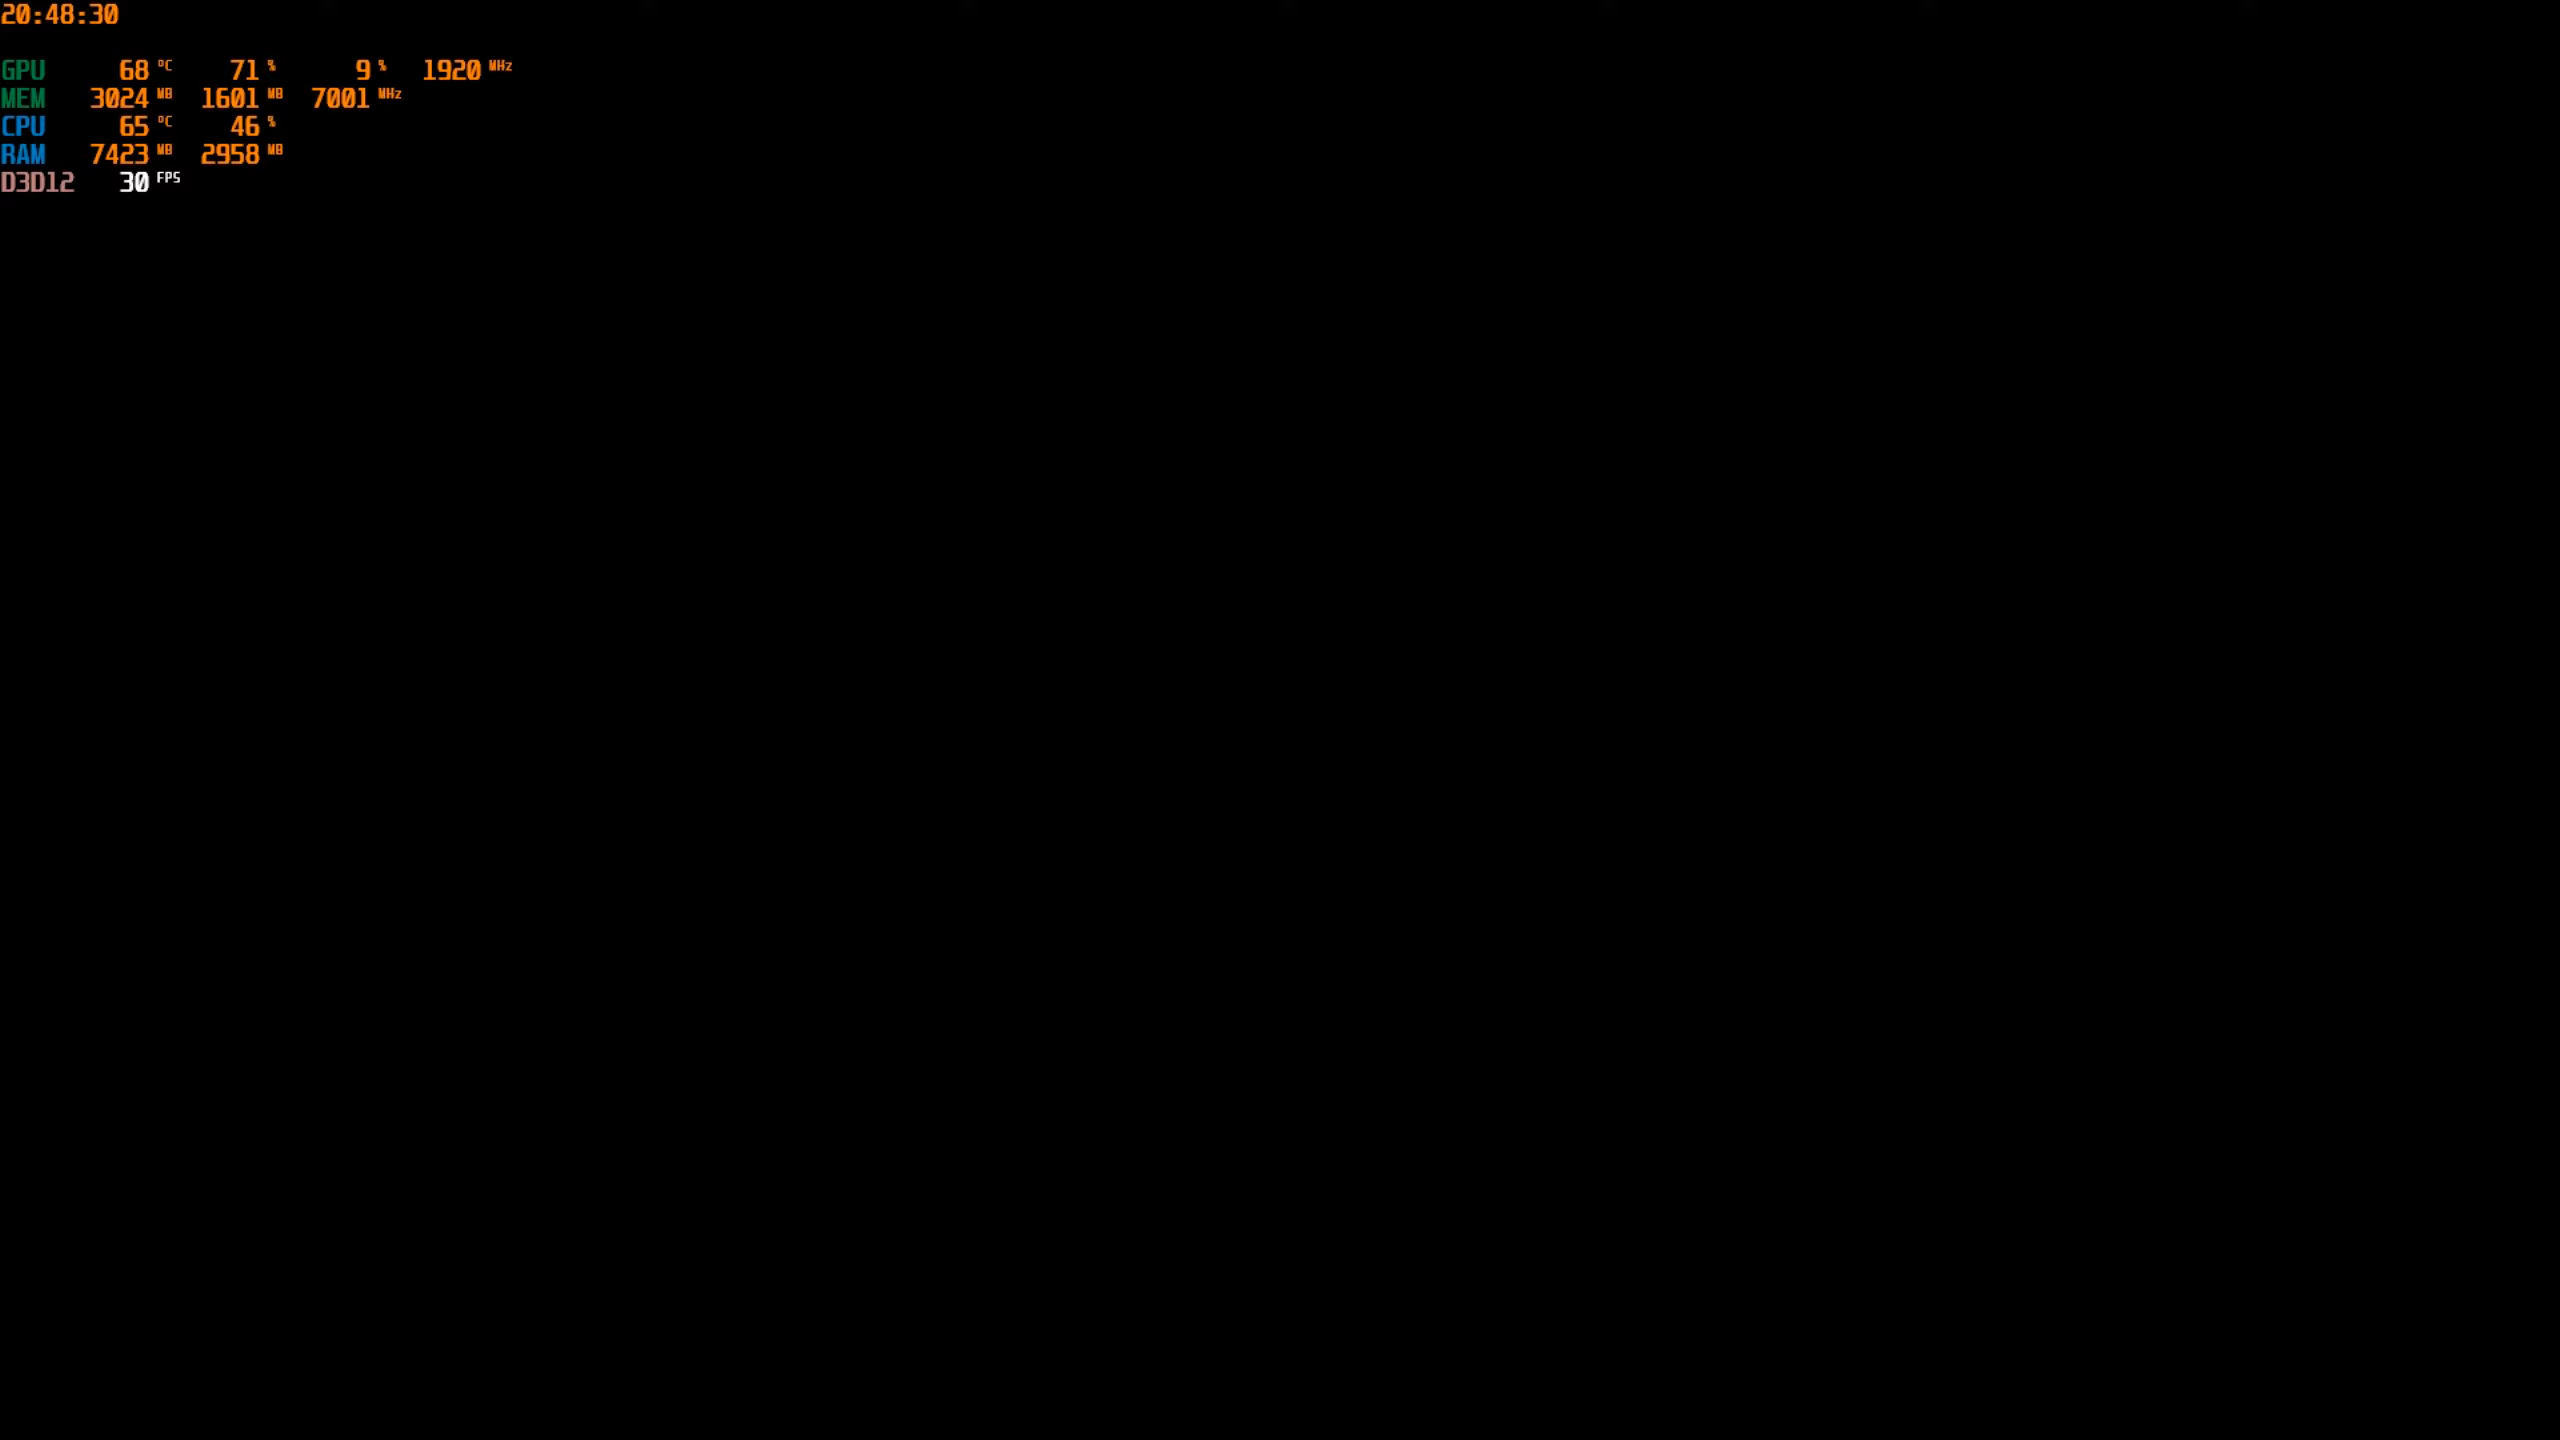 20:48:30
GPU 68 °C 71 % 9 % 1920 MHz
MEM 3024 MB 1601 MB 7001 MHz
CPU 65 °C 46 %
RAM 7423 MB 2958 MB
D3D12 30 FPS